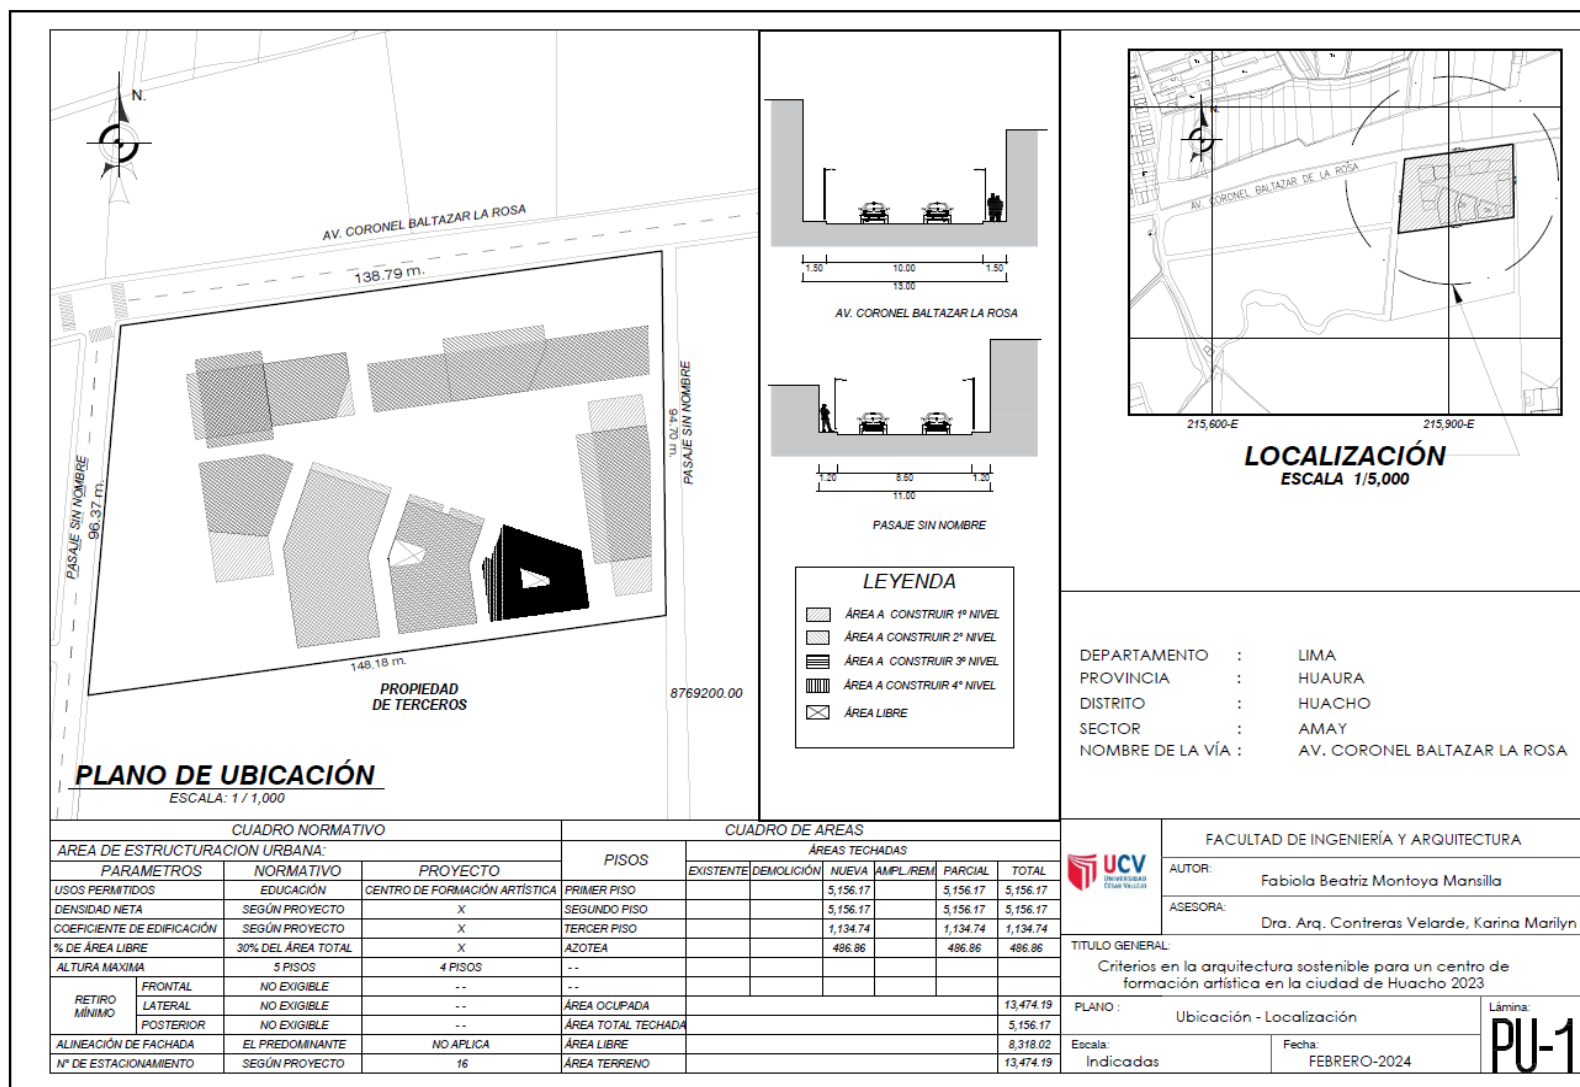 N.
AV. CORONEL BALTAZAR LA ROSA
138.79 m.
PASAJE SIN NOMBRE
96.37 m.
94.70 m.
PASAJE SIN NOMBRE
148.18 m.
PROPIEDAD
DE TERCEROS
8769200.00
PLANO DE UBICACIÓN
ESCALA: 1 / 1,000
1.50 10.00 1.50
13.00
AV. CORONEL BALTAZAR LA ROSA
1.20 8.60 1.20
11.00
PASAJE SIN NOMBRE
LEYENDA
ÁREA A CONSTRUIR 1º NIVEL
ÁREA A CONSTRUIR 2° NIVEL
ÁREA A CONSTRUIR 3º NIVEL
ÁREA A CONSTRUIR 4° NIVEL
ÁREA LIBRE
N.
AV. CORONEL BALTAZAR DE LA ROSA
215,600-E 215,900-E
LOCALIZACIÓN
ESCALA 1/5,000
DEPARTAMENTO : LIMA
PROVINCIA : HUAURA
DISTRITO : HUACHO
SECTOR : AMAY
NOMBRE DE LA VÍA : AV. CORONEL BALTAZAR LA ROSA
CUADRO NORMATIVO
AREA DE ESTRUCTURACION URBANA:
PARAMETROS NORMATIVO PROYECTO
USOS PERMITIDOS EDUCACIÓN CENTRO DE FORMACIÓN ARTÍSTICA
DENSIDAD NETA SEGÚN PROYECTO X
COEFICIENTE DE EDIFICACIÓN SEGÚN PROYECTO X
% DE ÁREA LIBRE 30% DEL ÁREA TOTAL X
ALTURA MAXIMA 5 PISOS 4 PISOS
RETIRO MÍNIMO
FRONTAL NO EXIGIBLE - -
LATERAL NO EXIGIBLE - -
POSTERIOR NO EXIGIBLE - -
ALINEACIÓN DE FACHADA EL PREDOMINANTE NO APLICA
N° DE ESTACIONAMIENTO SEGÚN PROYECTO 16
CUADRO DE AREAS
PISOS ÁREAS TECHADAS
EXISTENTE DEMOLICIÓN NUEVA AMPL./REM. PARCIAL TOTAL
PRIMER PISO 5,156.17 5,156.17 5,156.17
SEGUNDO PISO 5,156.17 5,156.17 5,156.17
TERCER PISO 1,134.74 1,134.74 1,134.74
AZOTEA 486.86 486.86 486.86
- -
- -
ÁREA OCUPADA 13,474.19
ÁREA TOTAL TECHADA 5,156.17
ÁREA LIBRE 8,318.02
ÁREA TERRENO 13,474.19
UCV
UNIVERSIDAD
CÉSAR VALLEJO
FACULTAD DE INGENIERÍA Y ARQUITECTURA
AUTOR:
Fabiola Beatriz Montoya Mansilla
ASESORA:
Dra. Arq. Contreras Velarde, Karina Marilyn
TITULO GENERAL:
Criterios en la arquitectura sostenible para un centro de
formación artística en la ciudad de Huacho 2023
PLANO :
Ubicación - Localización
Lámina:
PU-1
Escala:
Indicadas
Fecha:
FEBRERO-2024